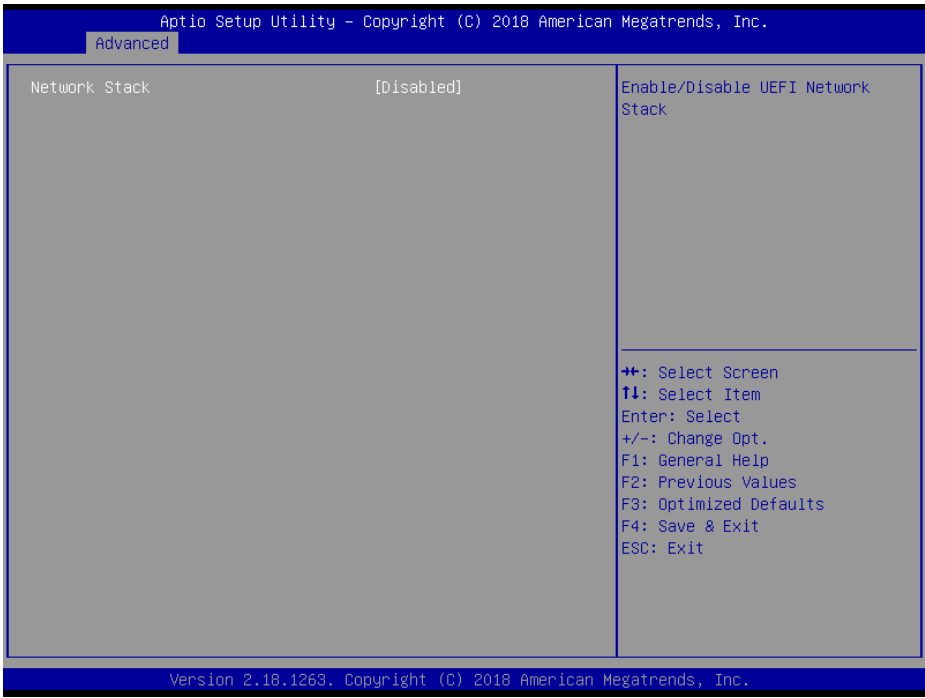 Aptio Setup Utility – Copyright (C) 2018 American Megatrends, Inc.
Advanced
Network Stack [Disabled]
Enable/Disable UEFI Network
Stack
→←: Select Screen
↑↓: Select Item
Enter: Select
+/-: Change Opt.
F1: General Help
F2: Previous Values
F3: Optimized Defaults
F4: Save & Exit
ESC: Exit
Version 2.18.1263. Copyright (C) 2018 American Megatrends, Inc.